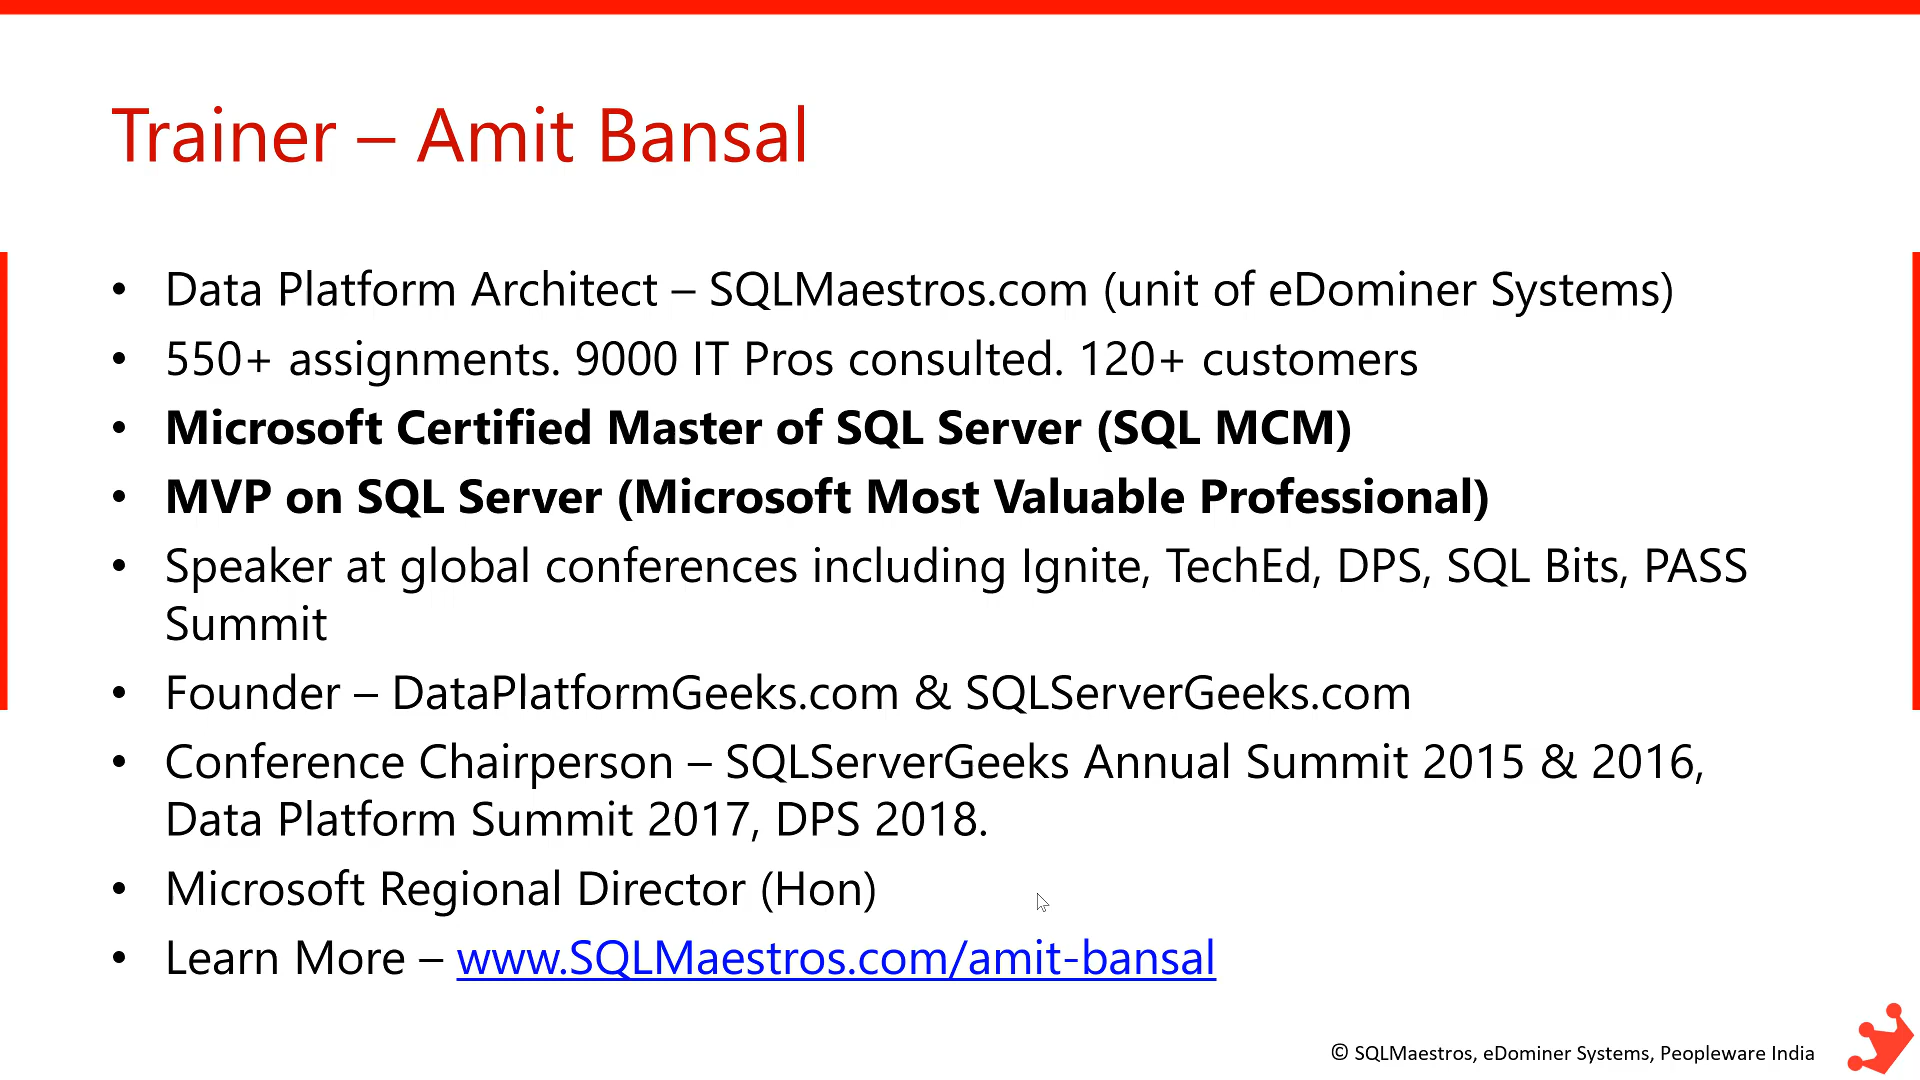 Trainer – Amit Bansal
• Data Platform Architect – SQLMaestros.com (unit of eDominer Systems)
• 550+ assignments. 9000 IT Pros consulted. 120+ customers
• Microsoft Certified Master of SQL Server (SQL MCM)
• MVP on SQL Server (Microsoft Most Valuable Professional)
• Speaker at global conferences including Ignite, TechEd, DPS, SQL Bits, PASS
Summit
• Founder – DataPlatformGeeks.com & SQLServerGeeks.com
• Conference Chairperson – SQLServerGeeks Annual Summit 2015 & 2016,
Data Platform Summit 2017, DPS 2018.
• Microsoft Regional Director (Hon)
• Learn More – www.SQLMaestros.com/amit-bansal
© SQLMaestros, eDominer Systems, Peopleware India